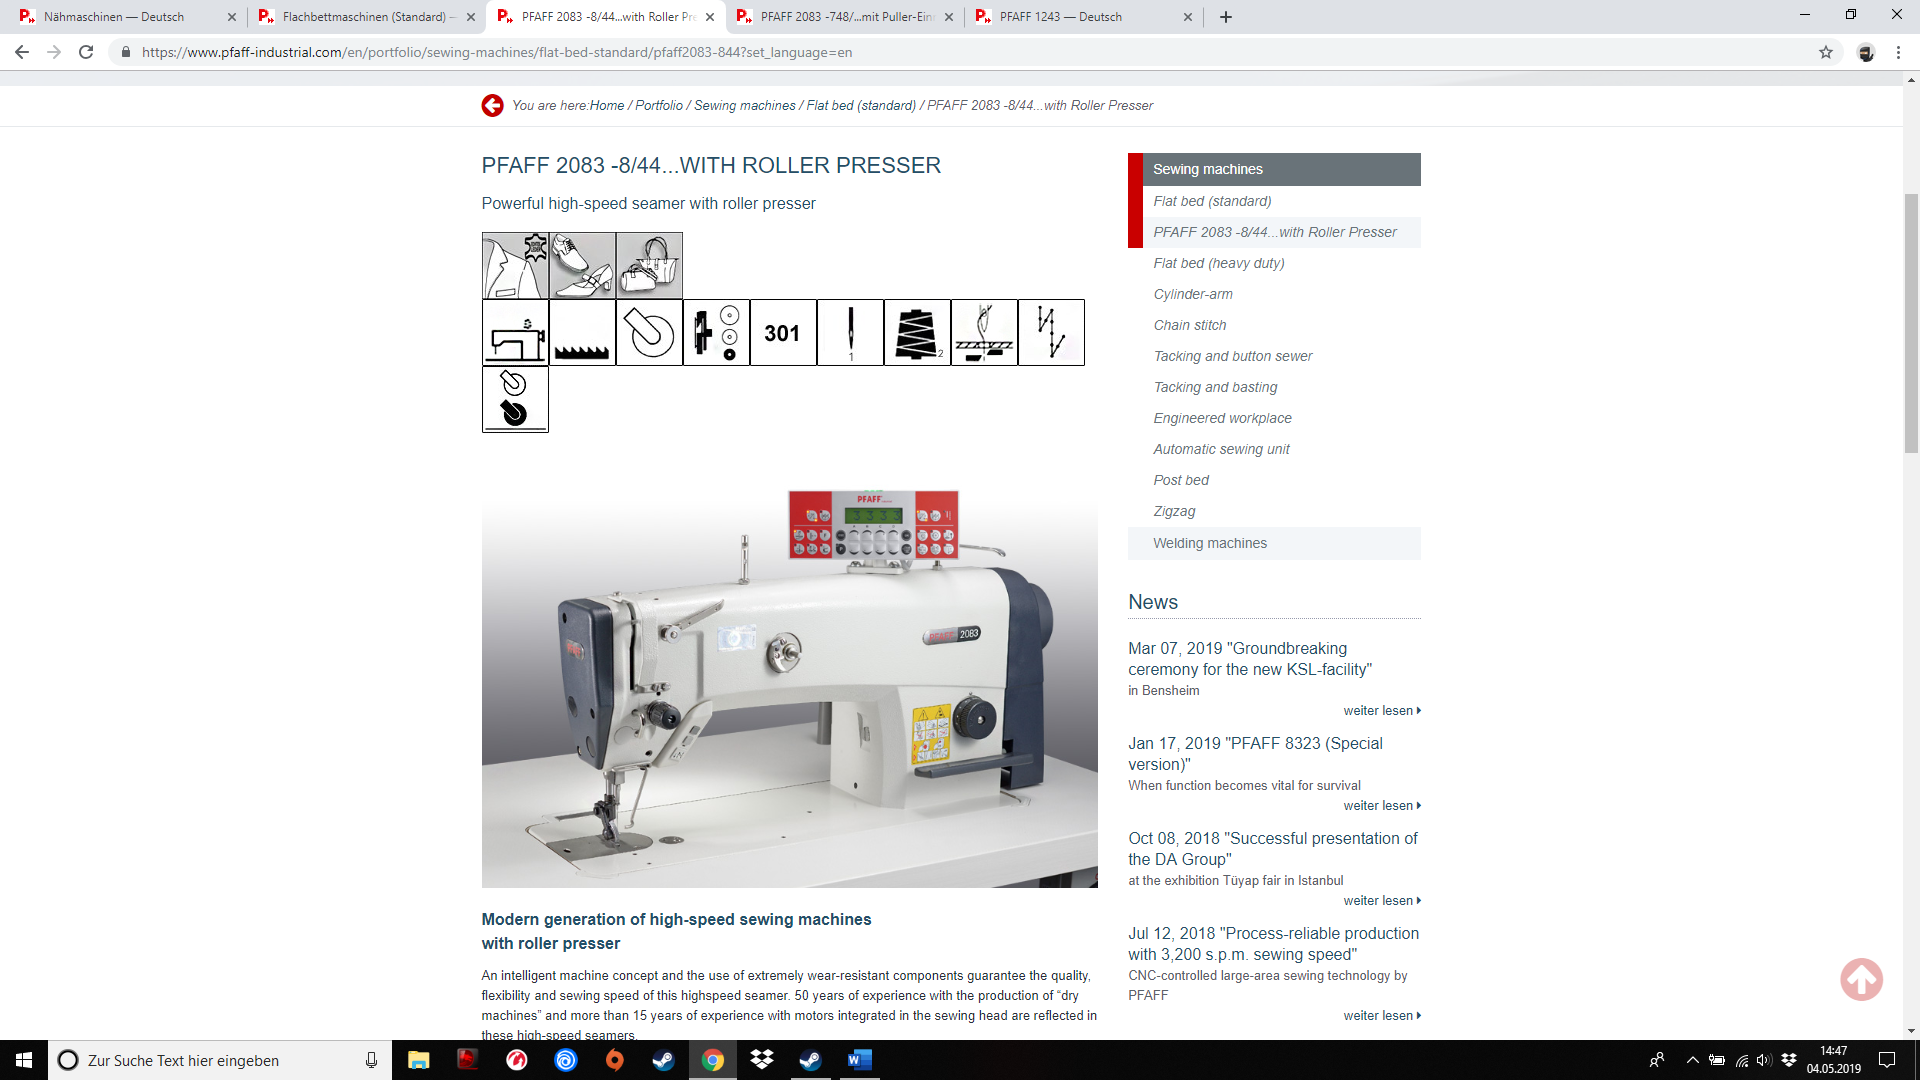 Nähmaschinen — Deutsch
Flachbettmaschinen (Standard) —
PFAFF 2083 -8/44...with Roller Pre
PFAFF 2083 -748/...mit Puller-Ein
PFAFF 1243 — Deutsch
https://www.pfaff-industrial.com/en/portfolio/sewing-machines/flat-bed-standard/pfaff2083-844?set_language=en
You are here:Home / Portfolio / Sewing machines / Flat bed (standard) / PFAFF 2083 -8/44...with Roller Presser
PFAFF 2083 -8/44...WITH ROLLER PRESSER
Powerful high-speed seamer with roller presser
301
1
2
PFAFF
3 3 3 3
PFAFF 2083
PFAFF
Modern generation of high-speed sewing machines
with roller presser
An intelligent machine concept and the use of extremely wear-resistant components guarantee the quality,
flexibility and sewing speed of this highspeed seamer. 50 years of experience with the production of “dry
machines” and more than 15 years of experience with motors integrated in the sewing head are reflected in
these high-speed seamers.
Sewing machines
Flat bed (standard)
PFAFF 2083 -8/44...with Roller Presser
Flat bed (heavy duty)
Cylinder-arm
Chain stitch
Tacking and button sewer
Tacking and basting
Engineered workplace
Automatic sewing unit
Post bed
Zigzag
Welding machines
News
Mar 07, 2019 "Groundbreaking
ceremony for the new KSL-facility"
in Bensheim
weiter lesen
Jan 17, 2019 "PFAFF 8323 (Special
version)"
When function becomes vital for survival
weiter lesen
Oct 08, 2018 "Successful presentation of
the DA Group"
at the exhibition Tüyap fair in Istanbul
weiter lesen
Jul 12, 2018 "Process-reliable production
with 3,200 s.p.m. sewing speed"
CNC-controlled large-area sewing technology by
PFAFF
weiter lesen
Zur Suche Text hier eingeben
14:47
04.05.2019